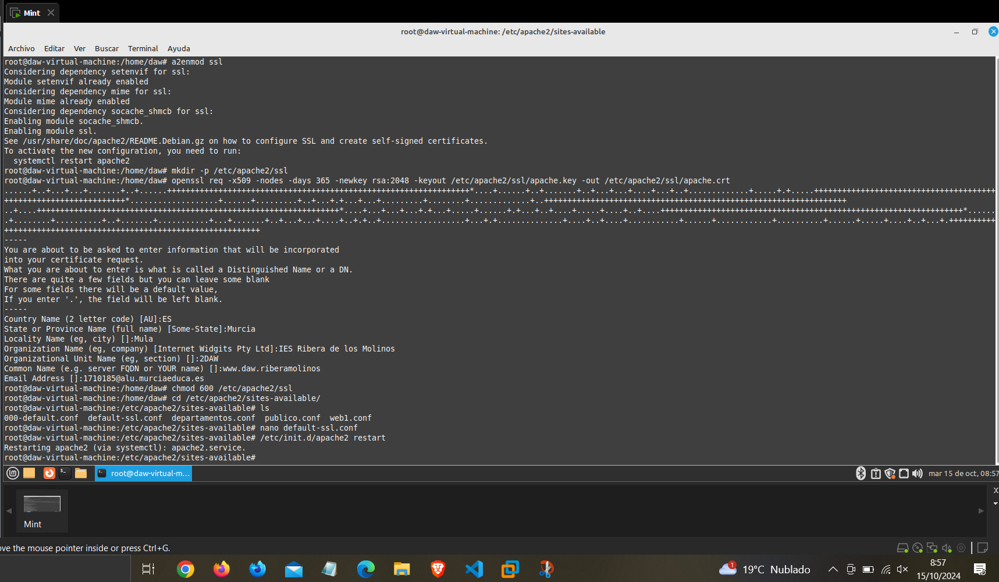 Mint
root@daw-virtual-machine: /etc/apache2/sites-available
Archivo Editar Ver Buscar Terminal Ayuda
root@daw-virtual-machine:/home/daw# a2enmod ssl
Considering dependency setenvif for ssl:
Module setenvif already enabled
Considering dependency mime for ssl:
Module mime already enabled
Considering dependency socache_shmcb for ssl:
Enabling module socache_shmcb.
Enabling module ssl.
See /usr/share/doc/apache2/README.Debian.gz on how to configure SSL and create self-signed certificates.
To activate the new configuration, you need to run:
  systemctl restart apache2
root@daw-virtual-machine:/home/daw# mkdir -p /etc/apache2/ssl
root@daw-virtual-machine:/home/daw# openssl req -x509 -nodes -days 365 -newkey rsa:2048 -keyout /etc/apache2/ssl/apache.key -out /etc/apache2/ssl/apache.crt
-----
You are about to be asked to enter information that will be incorporated
into your certificate request.
What you are about to enter is what is called a Distinguished Name or a DN.
There are quite a few fields but you can leave some blank
For some fields there will be a default value,
If you enter '.', the field will be left blank.
-----
Country Name (2 letter code) [AU]:ES
State or Province Name (full name) [Some-State]:Murcia
Locality Name (eg, city) []:Mula
Organization Name (eg, company) [Internet Widgits Pty Ltd]:IES Ribera de los Molinos
Organizational Unit Name (eg, section) []:2DAW
Common Name (e.g. server FQDN or YOUR name) []:www.daw.riberamolinos
Email Address []:1710185@alu.murciaeduca.es
root@daw-virtual-machine:/home/daw# chmod 600 /etc/apache2/ssl
root@daw-virtual-machine:/home/daw# cd /etc/apache2/sites-available/
root@daw-virtual-machine:/etc/apache2/sites-available# ls
000-default.conf  default-ssl.conf  departamentos.conf  publico.conf  web1.conf
root@daw-virtual-machine:/etc/apache2/sites-available# nano default-ssl.conf
root@daw-virtual-machine:/etc/apache2/sites-available# /etc/init.d/apache2 restart
Restarting apache2 (via systemctl): apache2.service.
root@daw-virtual-machine:/etc/apache2/sites-available#
root@daw-virtual-m...
mar 15 de oct, 08:57
Mint
ove the mouse pointer inside or press Ctrl+G.
1
19°C Nublado
8:57
15/10/2024